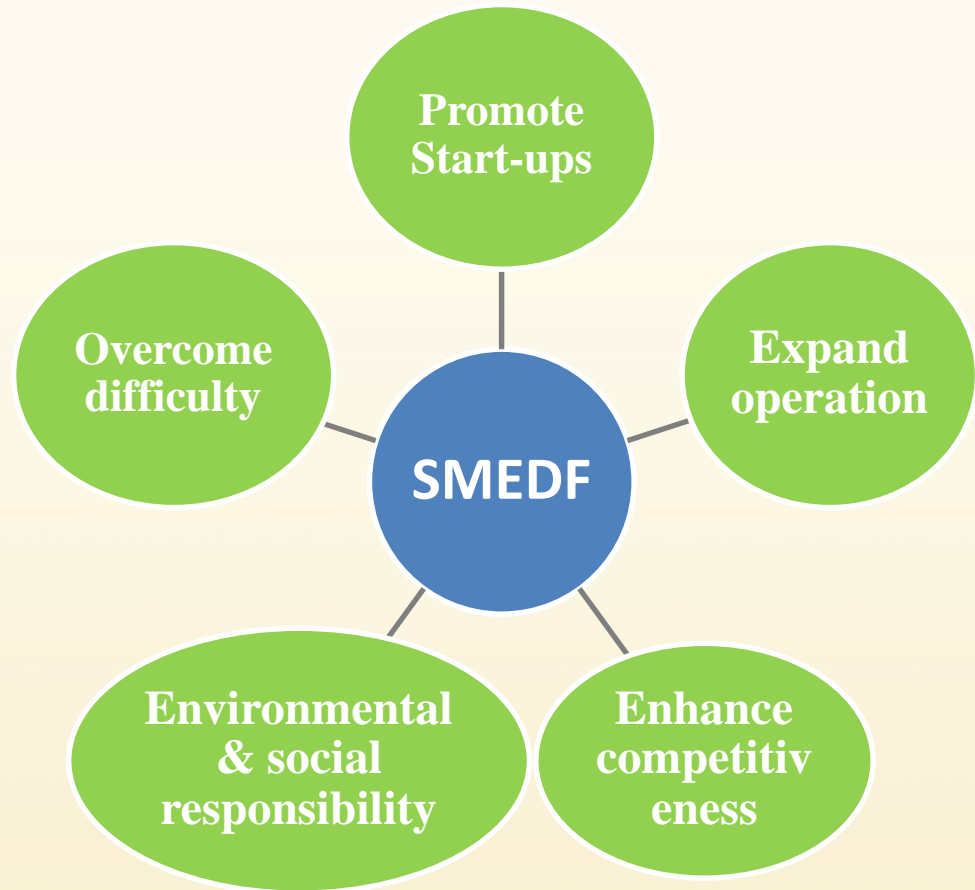 Promote
Start-ups
Overcome
difficulty
Expand
operation
SMEDF
Environmental
& social
responsibility
Enhance
competitiv
eness